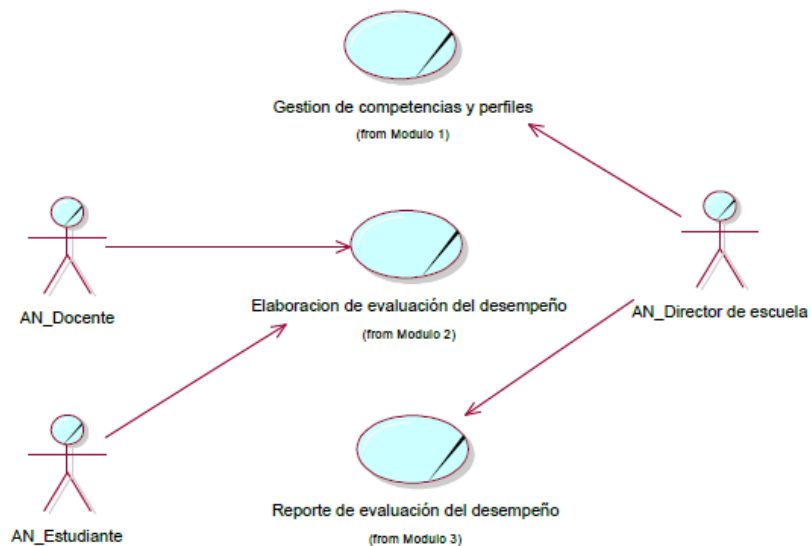 Gestion de competencias y perfiles
(from Modulo 1)
AN_Docente
Elaboracion de evaluación del desempeño
(from Modulo 2)
AN_Director de escuela
AN_Estudiante
Reporte de evaluación del desempeño
(from Modulo 3)